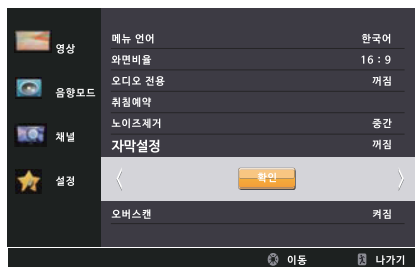 영상
음향모드
채널
설정
메뉴 언어 한국어
와면비율 16 : 9
오디오 전용 꺼짐
취침예약
노이즈제거 중간
자막설정 꺼짐
확인
오버스캔 켜짐
이동 나가기